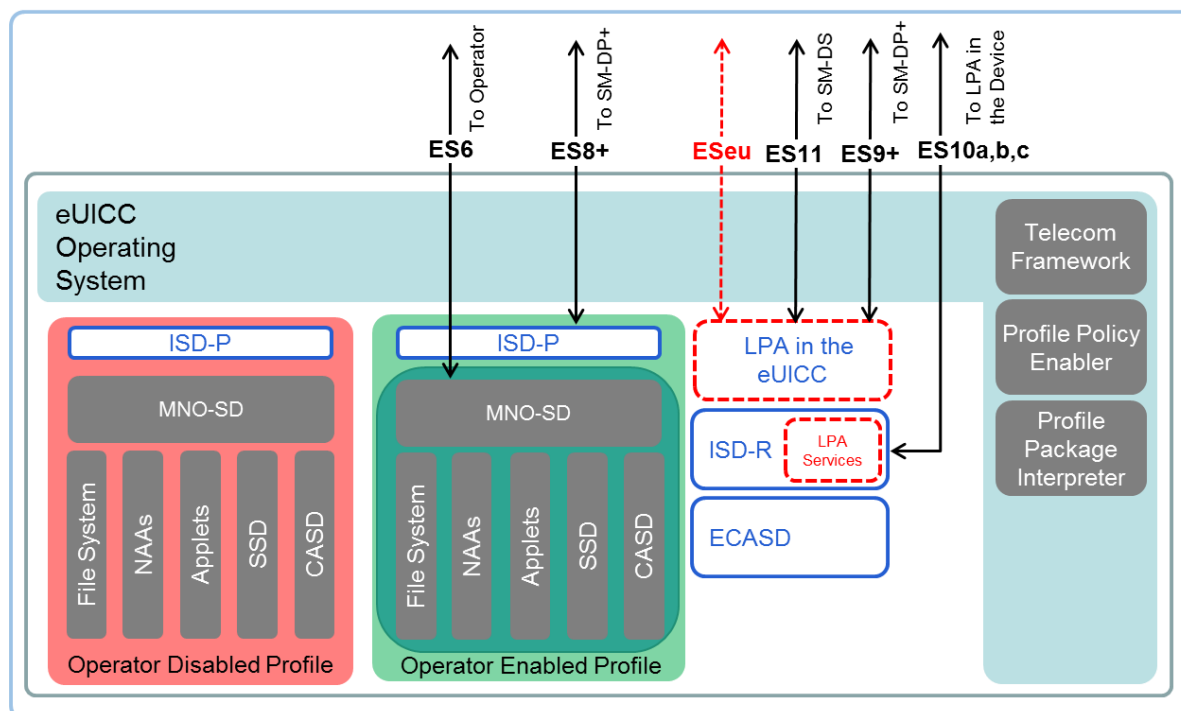 To Operator
To SM-DP+
To SM-DS
To SM-DP+
To LPA in
the Device
ES6
ES8+
ESeu
ES11
ES9+
ES10a,b,c
eUICC
Operating
System
Telecom
Framework
Profile Policy
Enabler
Profile
Package
Interpreter
ISD-P
MNO-SD
File System
NAAs
Applets
SSD
CASD
Operator Disabled Profile
ISD-P
MNO-SD
File System
NAAs
Applets
SSD
CASD
Operator Enabled Profile
LPA in the
eUICC
ISD-R
LPA
Services
ECASD